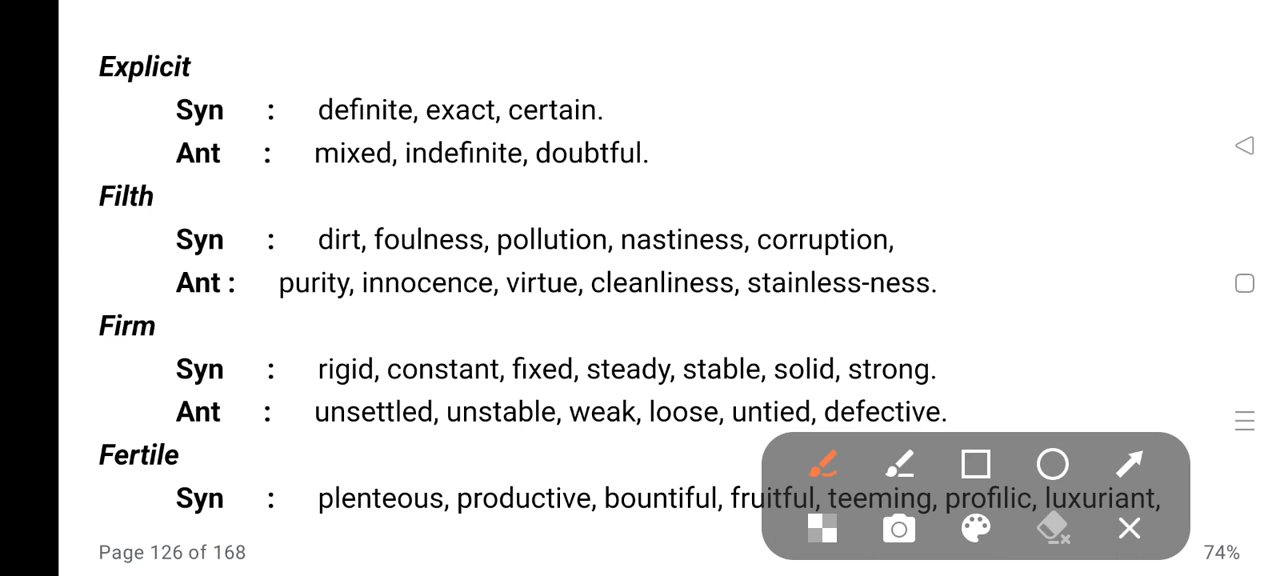 Explicit
Syn : definite, exact, certain.
Ant : mixed, indefinite, doubtful.
Filth
Syn : dirt, foulness, pollution, nastiness, corruption,
Ant : purity, innocence, virtue, cleanliness, stainless-ness.
Firm
Syn : rigid, constant, fixed, steady, stable, solid, strong.
Ant : unsettled, unstable, weak, loose, untied, defective.
Fertile
Syn : plenteous, productive, bountiful, fruitful, teeming, profilic, luxuriant,
Page 126 of 168
74%